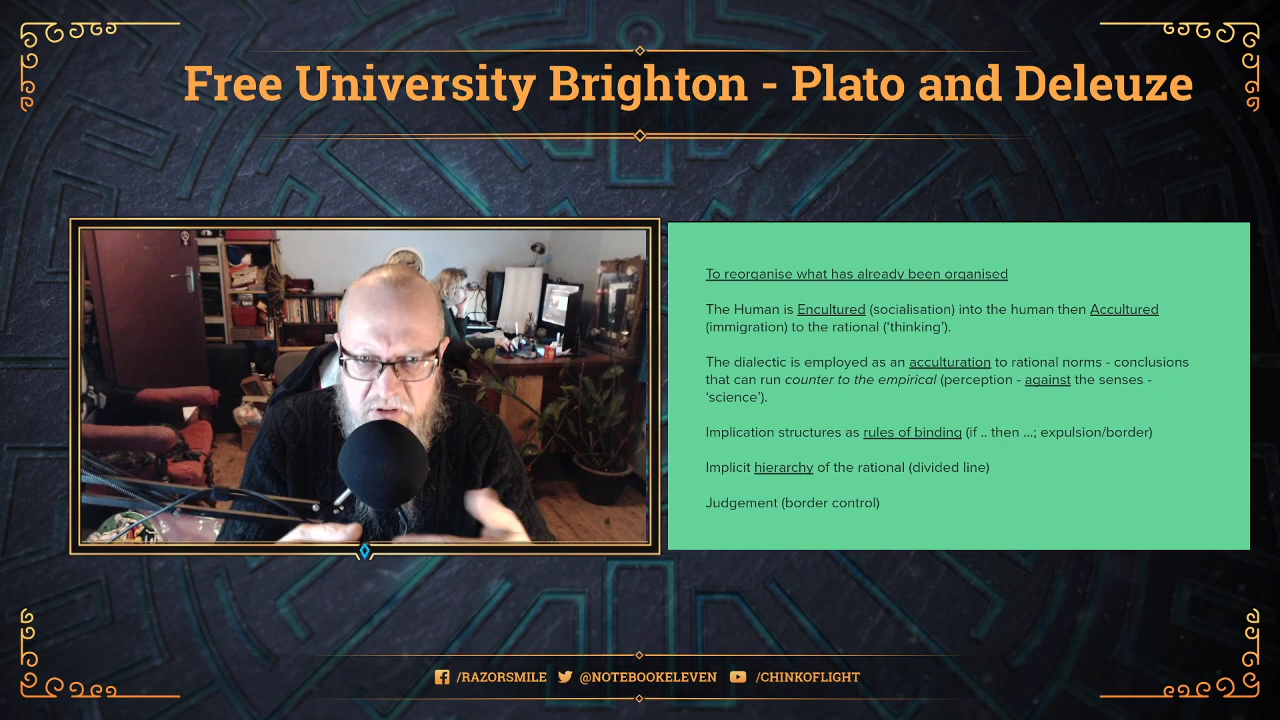 Free University Brighton - Plato and Deleuze
To reorganise what has already been organised
The Human is Encultured (socialisation) into the human then Accultured
(immigration) to the rational (‘thinking’).
The dialectic is employed as an acculturation to rational norms - conclusions
that can run counter to the empirical (perception - against the senses -
‘science’).
Implication structures as rules of binding (if .. then ...; expulsion/border)
Implicit hierarchy of the rational (divided line)
Judgement (border control)
/RAZORSMILE @NOTEBOOKELEVEN /CHINKOFLIGHT